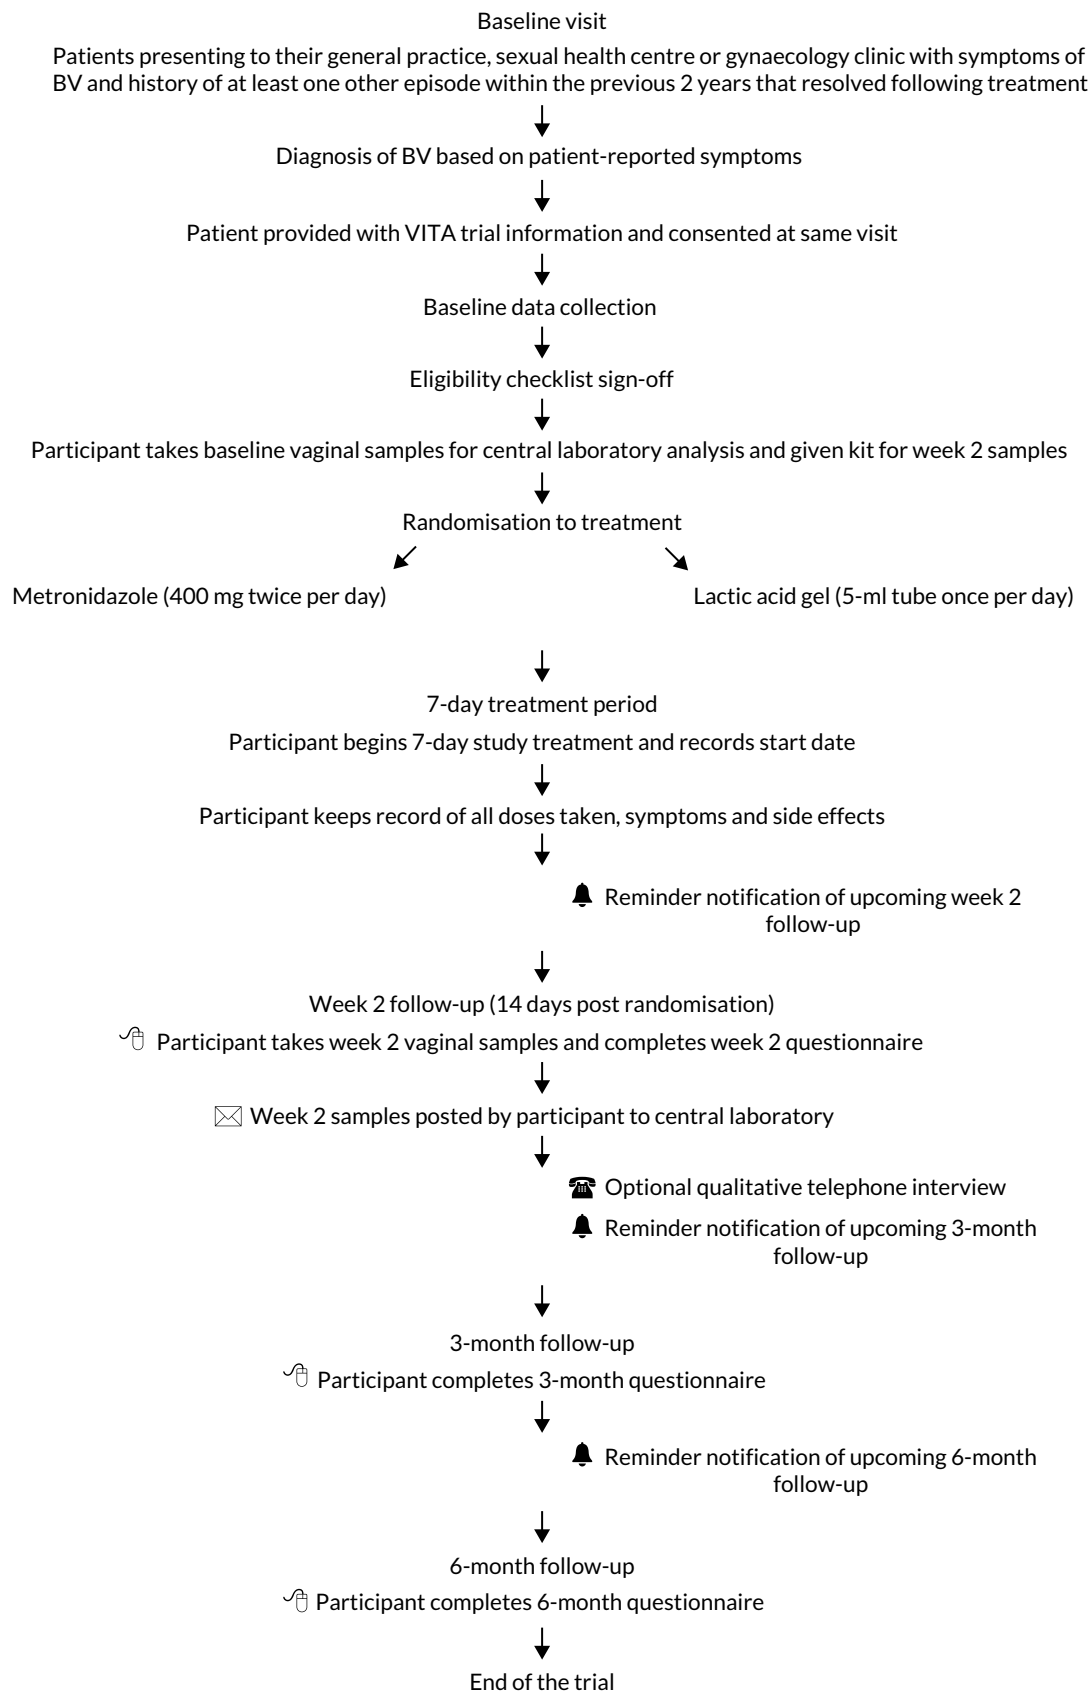 Baseline visit
Patients presenting to their general practice, sexual health centre or gynaecology clinic with symptoms of
BV and history of at least one other episode within the previous 2 years that resolved following treatment
Diagnosis of BV based on patient-reported symptoms
Patient provided with VITA trial information and consented at same visit
Baseline data collection
Eligibility checklist sign-off
Participant takes baseline vaginal samples for central laboratory analysis and given kit for week 2 samples
Randomisation to treatment
Metronidazole (400 mg twice per day)
Lactic acid gel (5-ml tube once per day)
7-day treatment period
Participant begins 7-day study treatment and records start date
Participant keeps record of all doses taken, symptoms and side effects
Reminder notification of upcoming week 2
follow-up
Week 2 follow-up (14 days post randomisation)
Participant takes week 2 vaginal samples and completes week 2 questionnaire
Week 2 samples posted by participant to central laboratory
Optional qualitative telephone interview
Reminder notification of upcoming 3-month
follow-up
3-month follow-up
Participant completes 3-month questionnaire
Reminder notification of upcoming 6-month
follow-up
6-month follow-up
Participant completes 6-month questionnaire
End of the trial